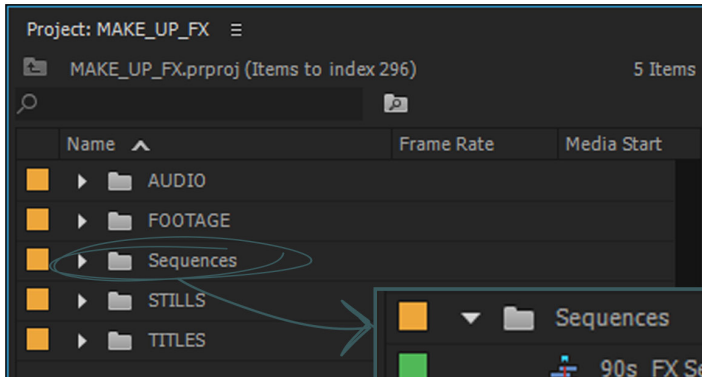 Project: MAKE_UP_FX
MAKE_UP_FX.prproj (Items to index 296) 5 Items
Name Frame Rate Media Start
AUDIO
FOOTAGE
Sequences
STILLS
TITLES
Sequences
90s_FX